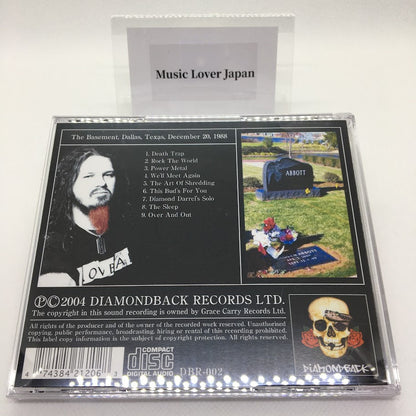 Music Lover Japan
The Basement, Dallas, Texas, December 20, 1988
1. Death Trap
2. Rock The World
3. Power Metal
4. We'll Meet Again
5. The Art Of Shredding
6. This Bud's For You
7. Diamond Darrel's Solo
8. The Sleep
9. Over And Out
ABBOTT
Ⓟ©2004 DIAMONDBACK RECORDS LTD.
The copyright in this sound recording is owned by Grace Carry Records Ltd.
All rights of the producer and of the owner of the recorded work reserved. Unauthorised
copying, public performance, broadcasting, hiring or rental of this recording prohibited.
This label copy information is the subject of copyright protection. All rights reserved.
4 74384 21206 3
COMPACT
disc
DIGITAL AUDIO
DBR-002
DIAMONDBACK